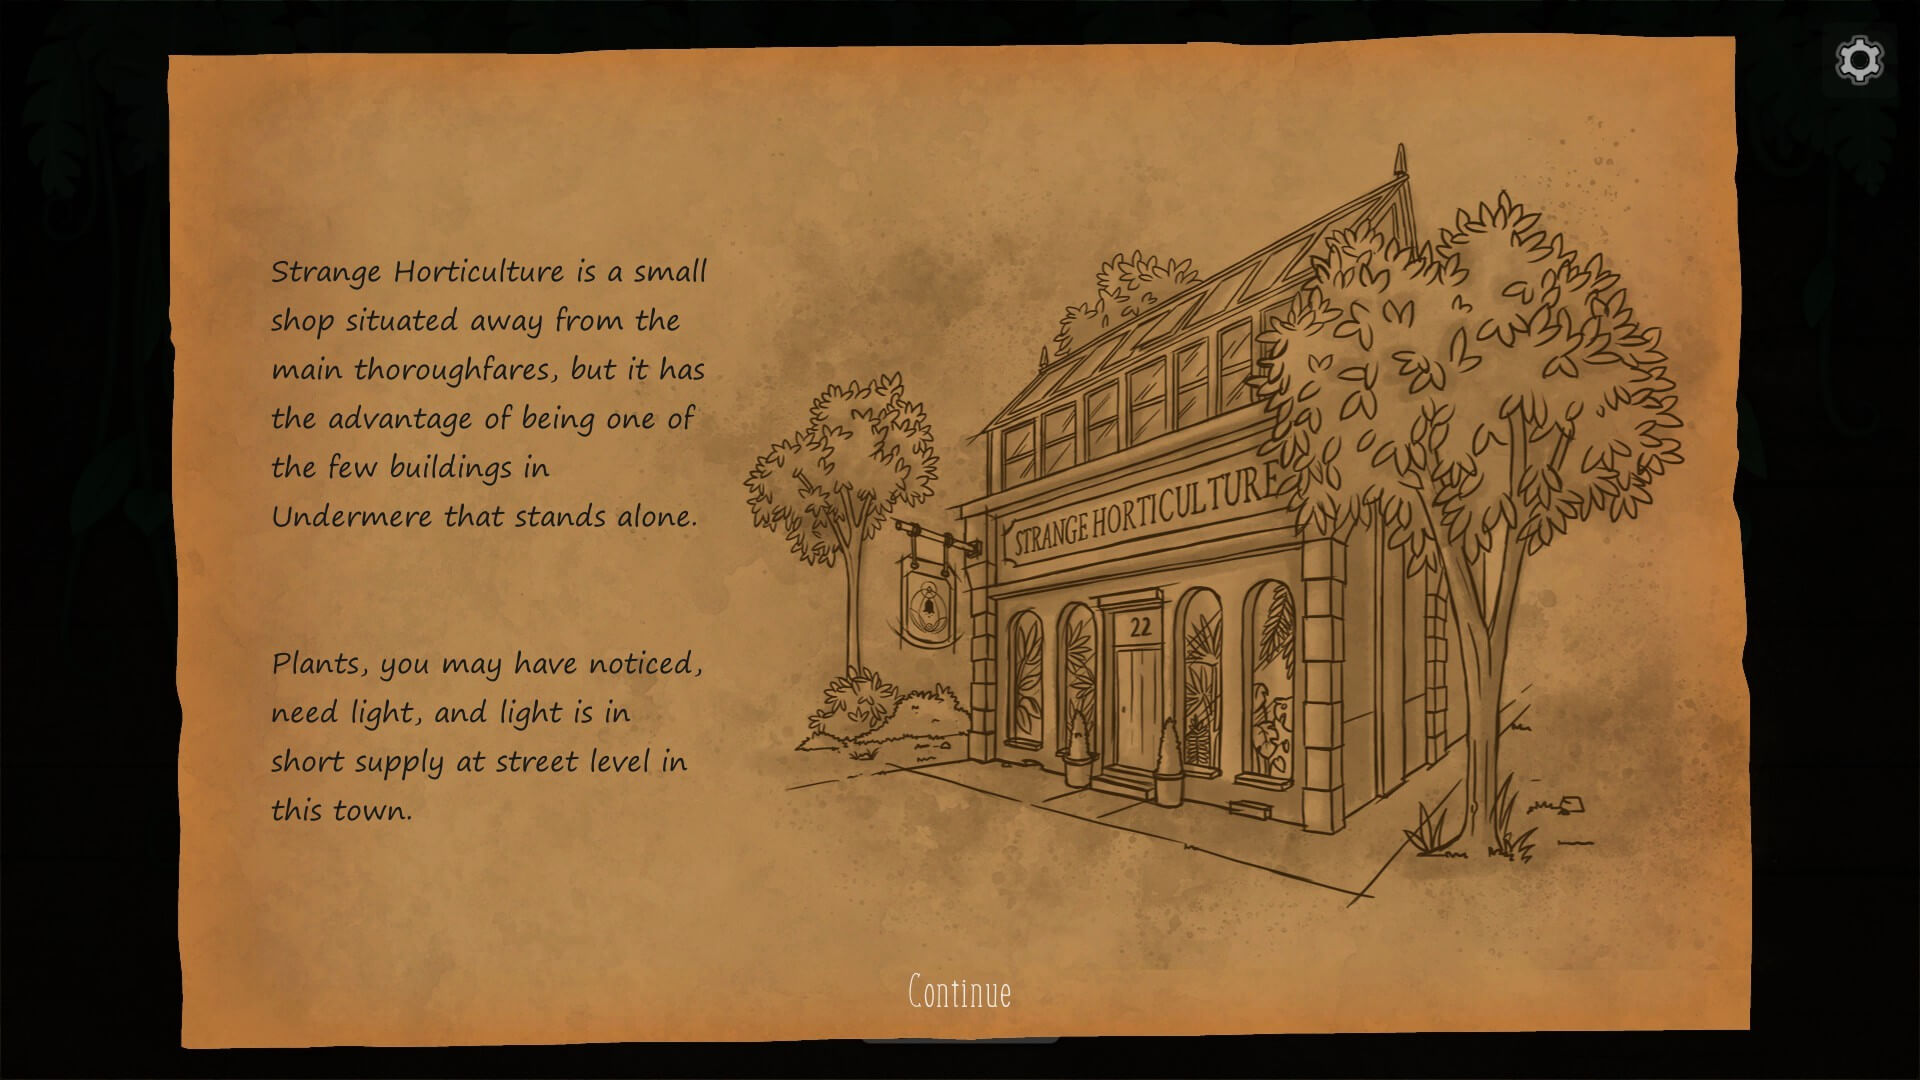 Strange Horticulture is a small
shop situated away from the
main thoroughfares, but it has
the advantage of being one of
the few buildings in
Undermere that stands alone.
Plants, you may have noticed,
need light, and light is in
short supply at street level in
this town.
STRANGE HORTICULTURE
22
Continue